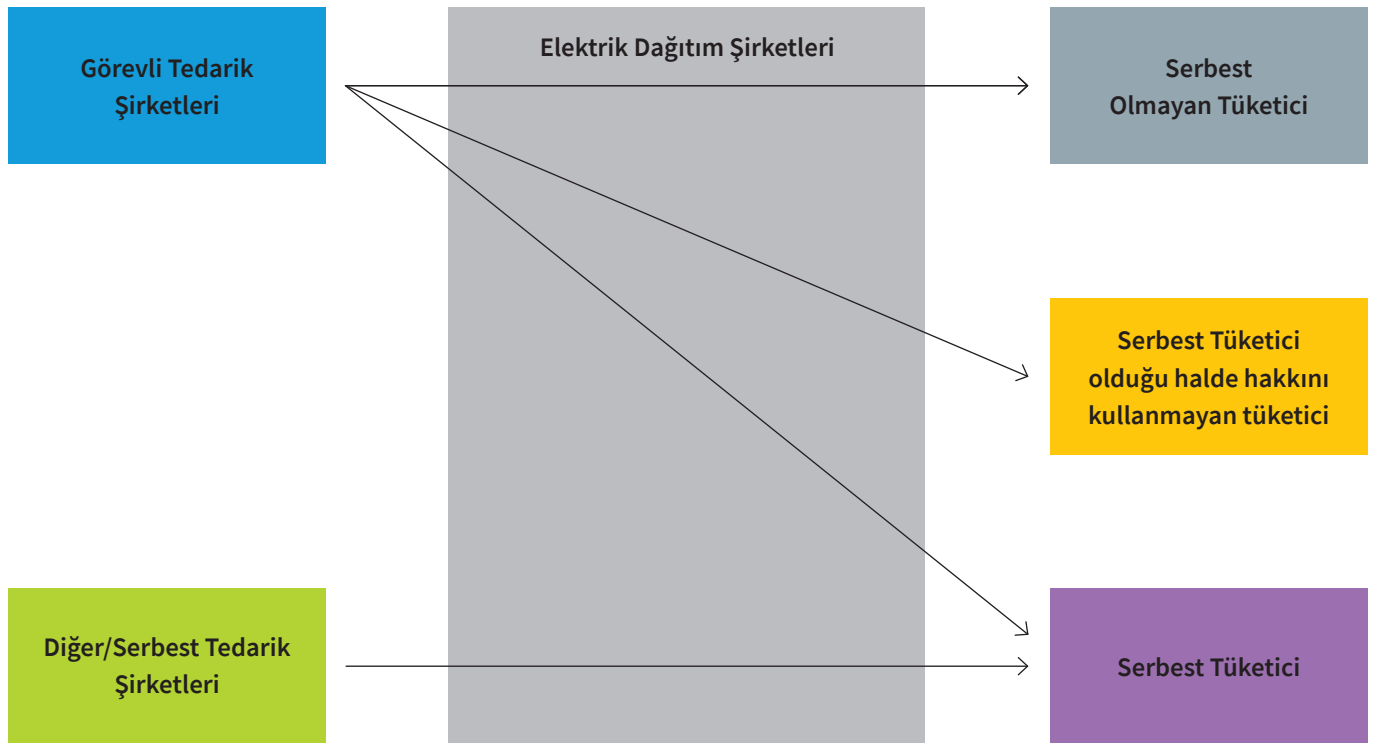 Görevli Tedarik
Şirketleri
Elektrik Dağıtım Şirketleri
Serbest
Olmayan Tüketici
Serbest Tüketici
olduğu halde hakkını
kullanmayan tüketici
Diğer/Serbest Tedarik
Şirketleri
Serbest Tüketici